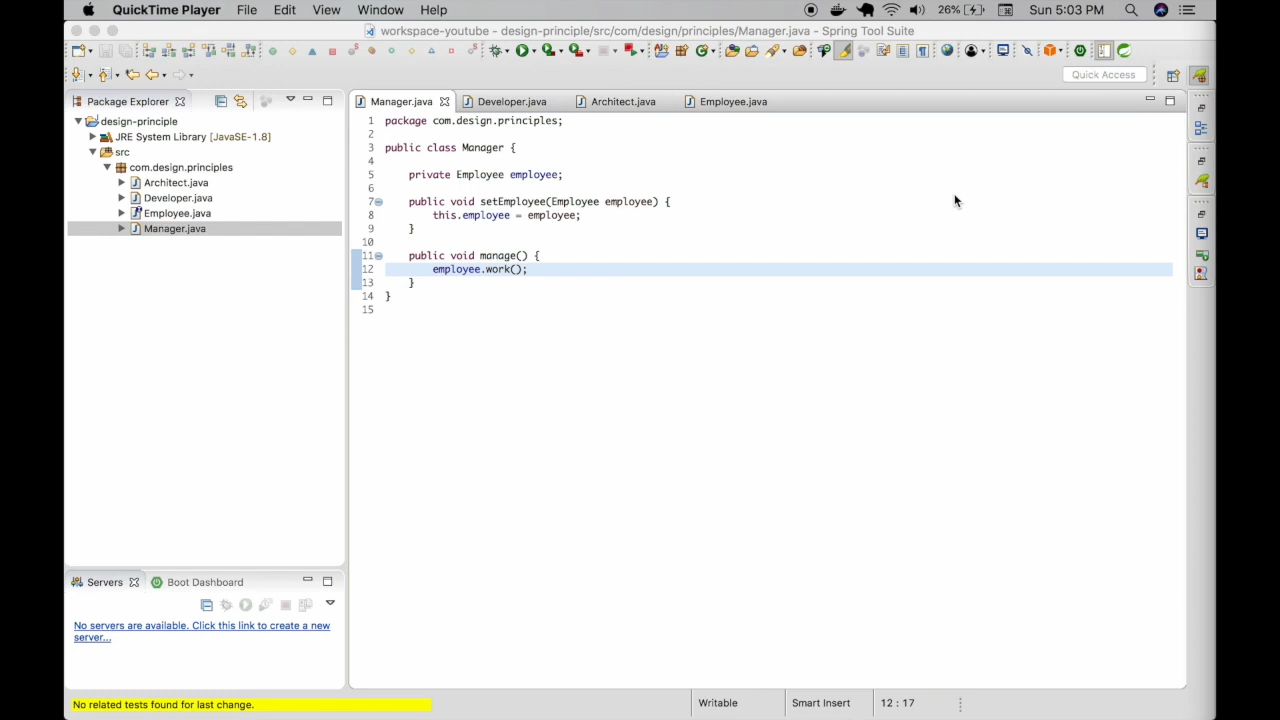 QuickTime Player File Edit View Window Help 26% Sun 5:03 PM
workspace-youtube - design-principle/src/com/design/principles/Manager.java - Spring Tool Suite
Quick Access
Package Explorer
design-principle
JRE System Library [JavaSE-1.8]
src
com.design.principles
Architect.java
Developer.java
Employee.java
Manager.java
Manager.java Developer.java Architect.java Employee.java
1 package com.design.principles;
2
3 public class Manager {
4
5 private Employee employee;
6
7 public void setEmployee(Employee employee) {
8 this.employee = employee;
9 }
10
11 public void manage() {
12 employee.work();
13 }
14 }
15
Servers Boot Dashboard
No servers are available. Click this link to create a new
server...
No related tests found for last change. Writable Smart Insert 12 : 17